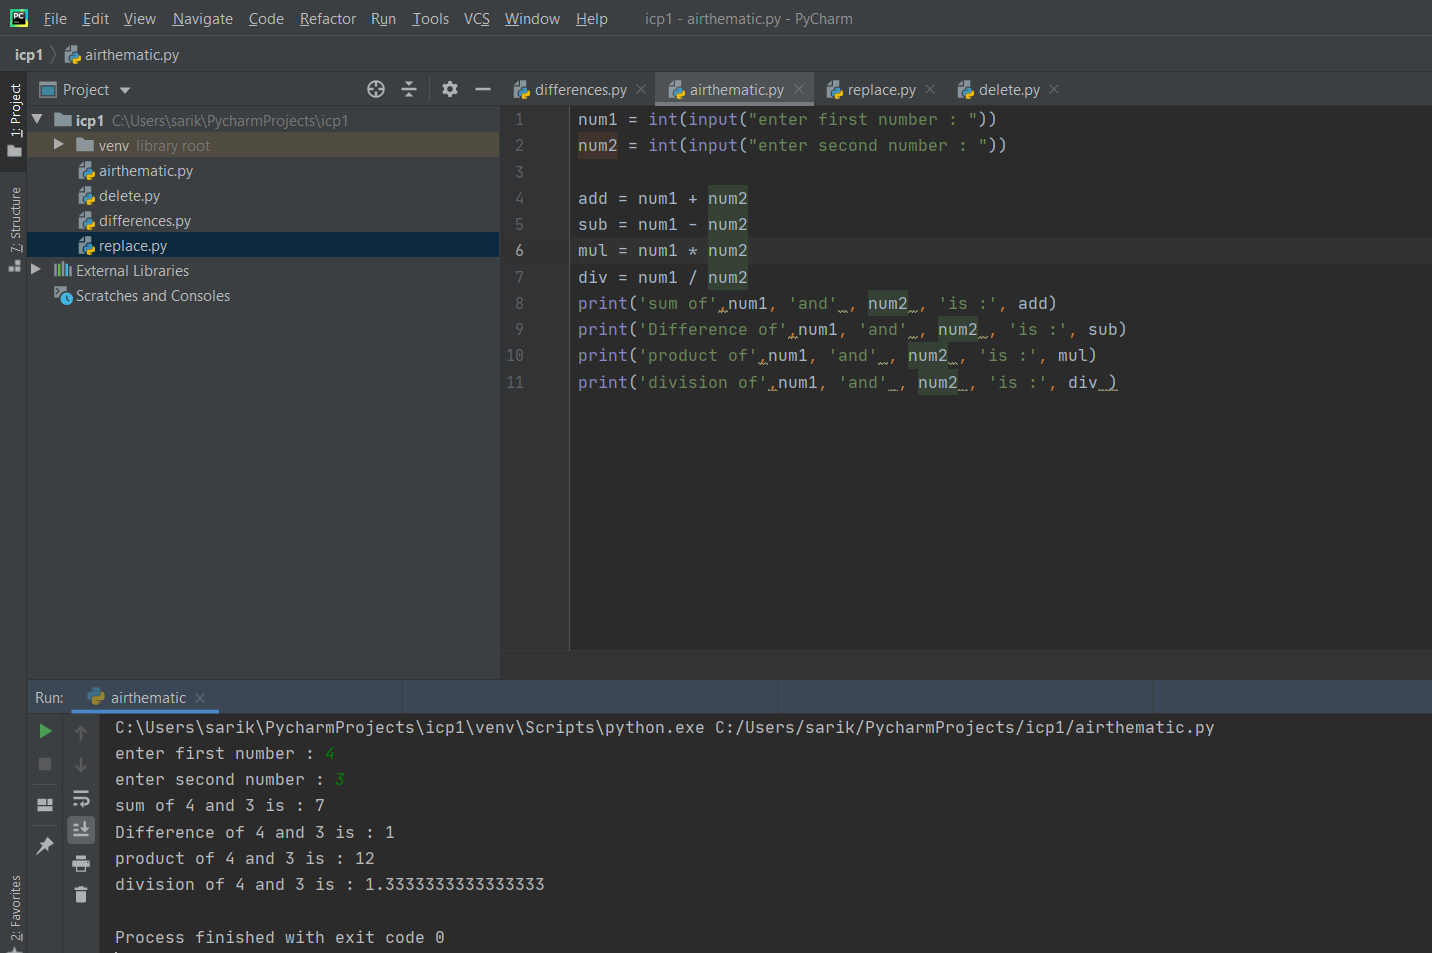 PC File Edit View Navigate Code Refactor Run Tools VCS Window Help icp1 - airthematic.py - PyCharm
icp1 airthematic.py
1: Project
7: Structure
2: Favorites
Project
icp1 C:\Users\sarik\PycharmProjects\icp1
venv library root
airthematic.py
delete.py
differences.py
replace.py
External Libraries
Scratches and Consoles
differences.py airthematic.py replace.py delete.py
1 num1 = int(input("enter first number : "))
2 num2 = int(input("enter second number : "))
3
4 add = num1 + num2
5 sub = num1 - num2
6 mul = num1 * num2
7 div = num1 / num2
8 print('sum of',num1, 'and' , num2 , 'is :', add)
9 print('Difference of',num1, 'and' , num2 , 'is :', sub)
10 print('product of',num1, 'and' , num2 , 'is :', mul)
11 print('division of',num1, 'and' , num2 , 'is :', div )
Run: airthematic
C:\Users\sarik\PycharmProjects\icp1\venv\Scripts\python.exe C:/Users/sarik/PycharmProjects/icp1/airthematic.py
enter first number : 4
enter second number : 3
sum of 4 and 3 is : 7
Difference of 4 and 3 is : 1
product of 4 and 3 is : 12
division of 4 and 3 is : 1.3333333333333333
Process finished with exit code 0